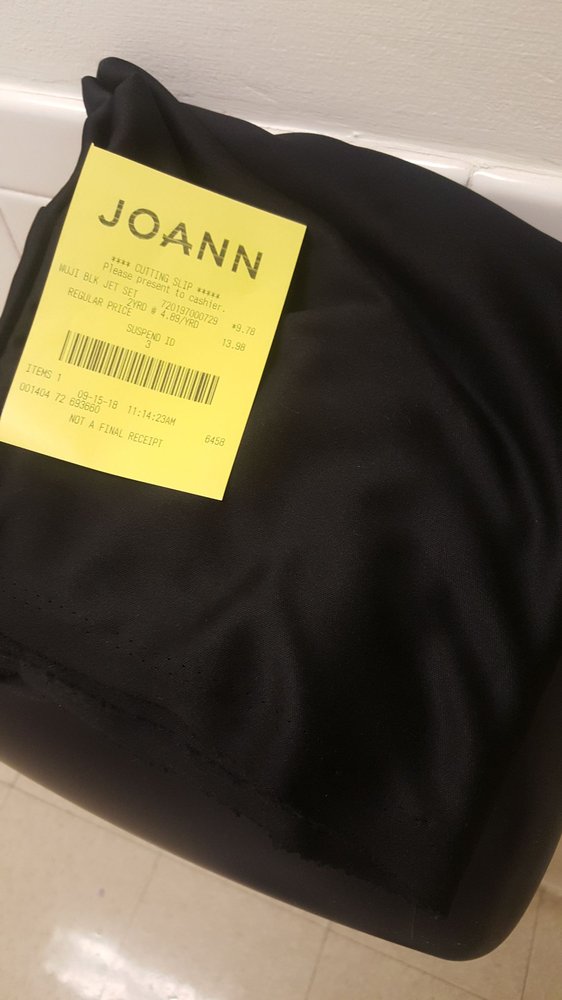 JOANN
**** CUTTING SLIP *****
Please present to cashier.
WUJI BLK JET SET 720197000729 *9.78
2YRD @ 4.89/YRD
REGULAR PRICE 13.98
SUSPEND ID
3
ITEMS 1
09-15-18 11:14:23AM
001404 72 693660 6458
NOT A FINAL RECEIPT